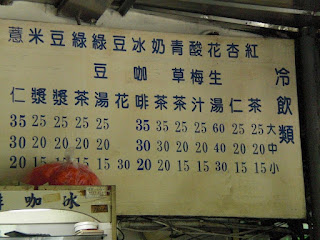 冷飲類
大中小
紅茶 25 20 15
杏仁 25 20 15
花生湯 60 40 30
酸梅汁 25 20 15
青草茶 25 20 15
奶茶 35 30 20
冰咖啡 35 30 20
豆花 30
綠豆湯 25 20 15
綠茶 25 20 15
豆漿 25 20 15
米漿 25 20 15
薏仁 35 30 20
冰咖